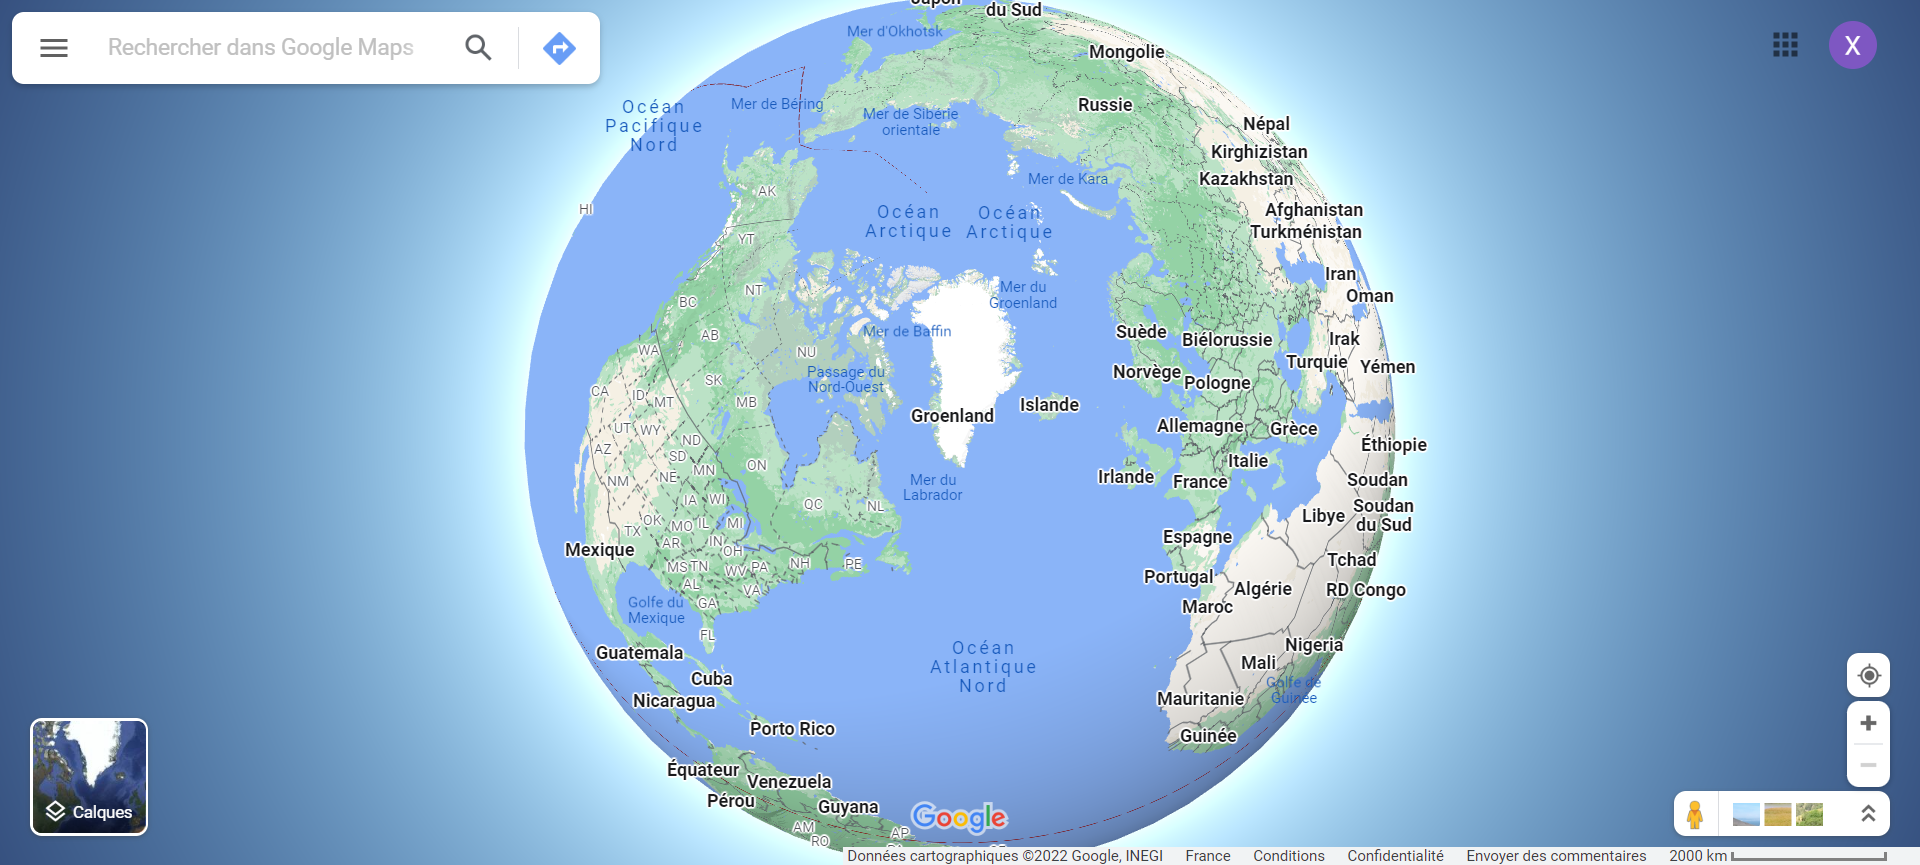 Rechercher dans Google Maps
X
Japon
du Sud
Mer d'Okhotsk
Mongolie
Océan
Pacifique
Nord
Mer de Béring
Mer de Sibérie
orientale
Russie
Népal
Kirghizistan
Kazakhstan
Mer de Kara
AK
HI
Océan
Arctique
Océan
Arctique
Afghanistan
Turkménistan
YT
Iran
Oman
NT
BC
Mer du
Groenland
Mer de Baffin
AB
WA
NU
Suède
Biélorussie
Irak
Turquie
Yémen
Passage du
Nord-Ouest
Norvège
Pologne
SK
CA
ID
MT
MB
Groenland
Islande
Allemagne
Grèce
UT
WY
ND
AZ
SD
MN
ON
Éthiopie
Italie
Irlande
France
Soudan
NM
NE
IA
WI
Mer du
Labrador
QC
NL
Libye
Soudan
du Sud
TX
OK
MO
IL
MI
Espagne
Mexique
AR
IN
OH
Tchad
MS
TN
WV
PA
NH
PE
Portugal
Algérie
RD Congo
AL
VA
Golfe du
Mexique
GA
Maroc
FL
Guatemala
Océan
Atlantique
Nord
Nigeria
Mali
Cuba
Golfe de
Guinée
Nicaragua
Mauritanie
Porto Rico
Guinée
Équateur
Venezuela
Pérou
Guyana
Google
AM
RO
AP
Calques
Données cartographiques ©2022 Google, INEGI France Conditions Confidentialité Envoyer des commentaires 2000 km